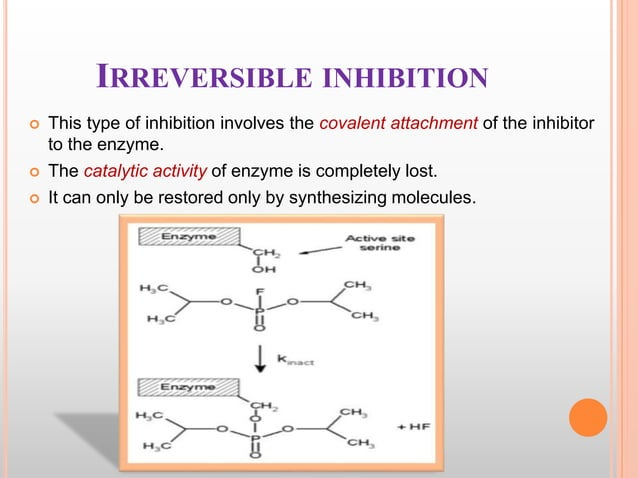 IRREVERSIBLE INHIBITION
This type of inhibition involves the covalent attachment of the inhibitor
to the enzyme.
The catalytic activity of enzyme is completely lost.
It can only be restored only by synthesizing molecules.
Enzyme
Active site
serine
CH2
OH
H3C
F
CH3
O
P
O
H3C
O
CH3
kinact
Enzyme
CH2
H3C
O
CH3
O
P
O
+ HF
H3C
O
CH3